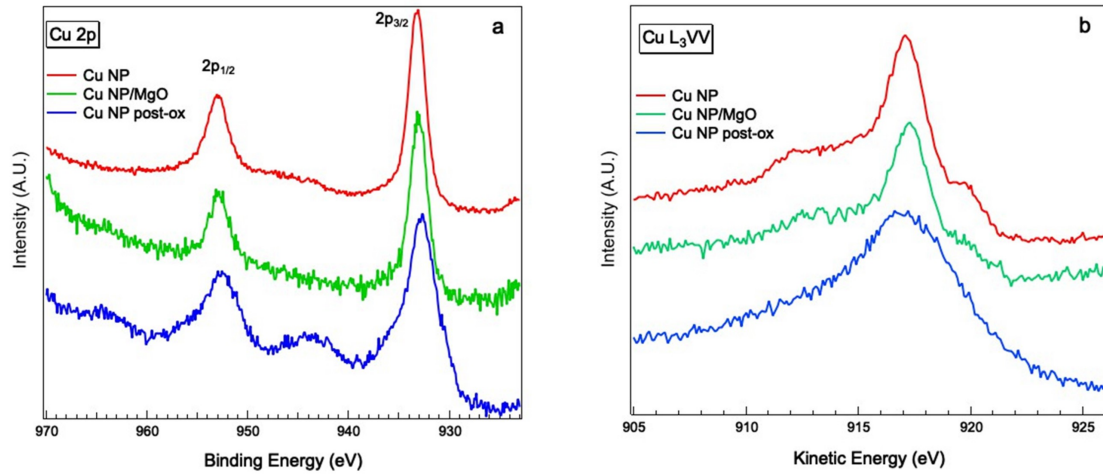 Cu 2p
2p1/2
2p3/2
a
Cu NP
Cu NP/MgO
Cu NP post-ox
Intensity (A.U.)
970 960 950 940 930
Binding Energy (eV)
Cu L3VV
b
Cu NP
Cu NP/MgO
Cu NP post-ox
Intensity (A.U.)
905 910 915 920 925
Kinetic Energy (eV)